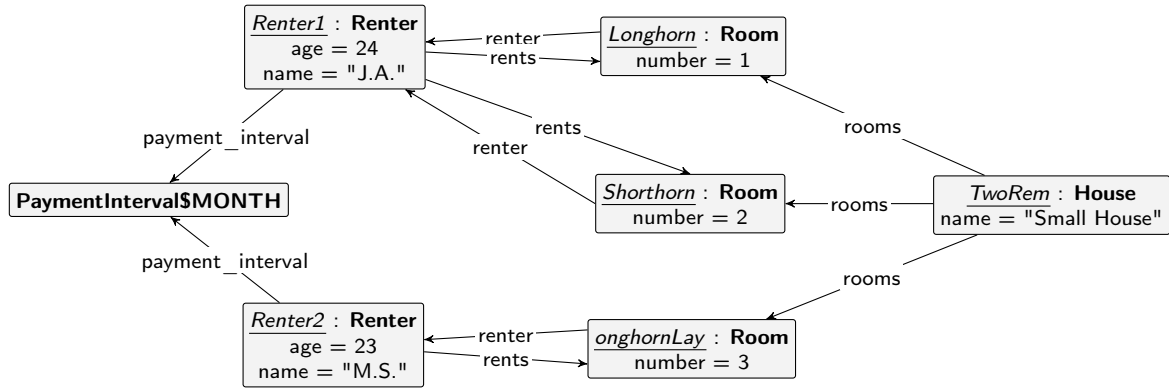 Renter1 : Renter
age = 24
name = "J.A."
renter
rents
Longhorn : Room
number = 1
payment_interval
rents
renter
rooms
PaymentInterval$MONTH
Shorthorn : Room
number = 2
rooms
TwoRem : House
name = "Small House"
payment_interval
rooms
Renter2 : Renter
age = 23
name = "M.S."
renter
rents
onghornLay : Room
number = 3